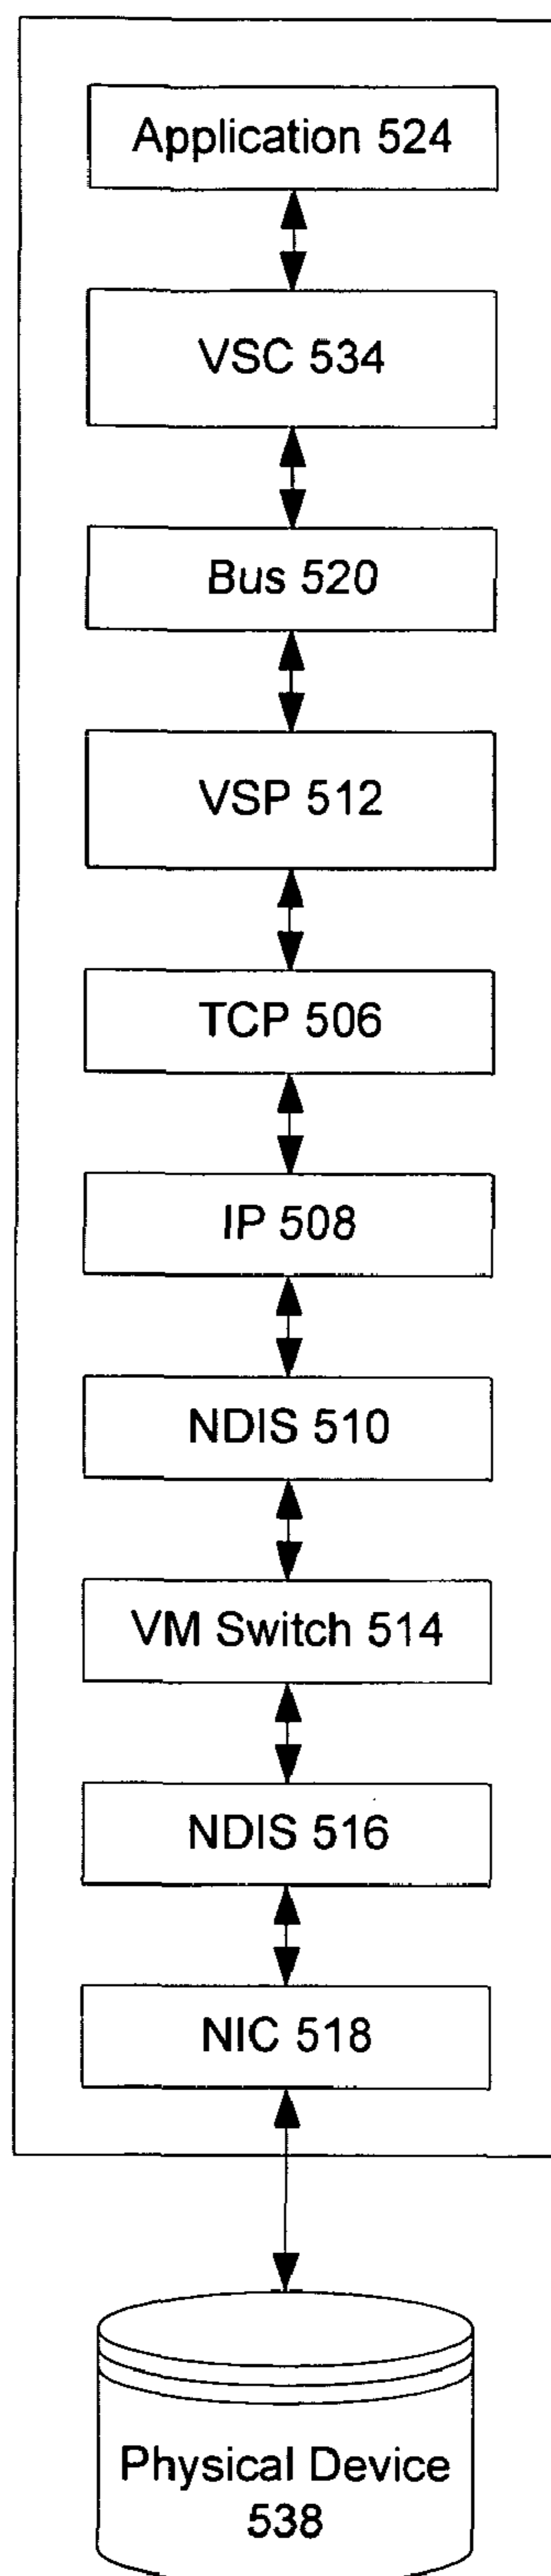 Application 524
VSC 534
Bus 520
VSP 512
TCP 506
IP 508
NDIS 510
VM Switch 514
NDIS 516
NIC 518
Physical Device
538